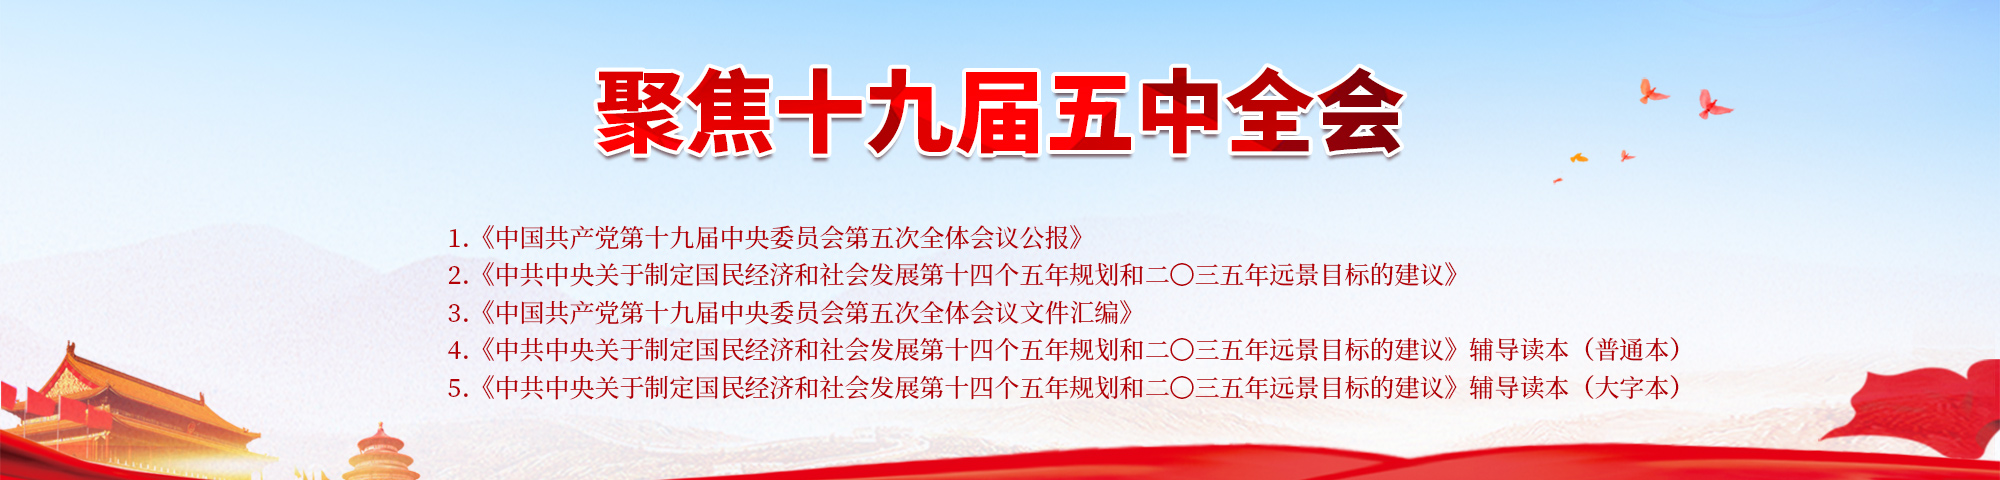 聚焦十九届五中全会
1.《中国共产党第十九届中央委员会第五次全体会议公报》
2.《中共中央关于制定国民经济和社会发展第十四个五年规划和二〇三五年远景目标的建议》
3.《中国共产党第十九届中央委员会第五次全体会议文件汇编》
4.《中共中央关于制定国民经济和社会发展第十四个五年规划和二〇三五年远景目标的建议》辅导读本（普通本）
5.《中共中央关于制定国民经济和社会发展第十四个五年规划和二〇三五年远景目标的建议》辅导读本（大字本）